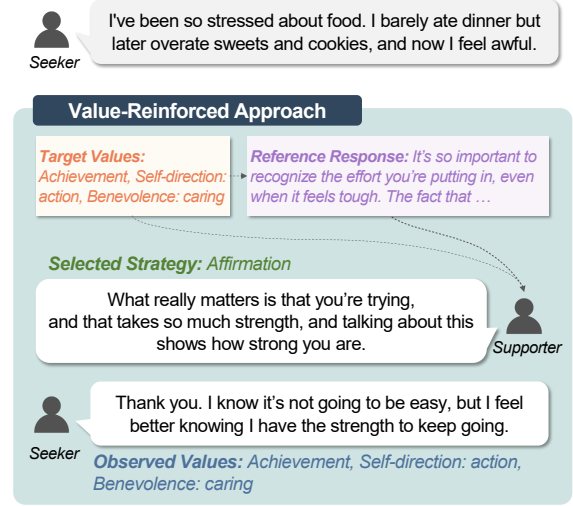 I've been so stressed about food. I barely ate dinner but
later overate sweets and cookies, and now I feel awful.
Seeker
Value-Reinforced Approach
Target Values:
Achievement, Self-direction:
action, Benevolence: caring
Reference Response: It's so important to
recognize the effort you're putting in, even
when it feels tough. The fact that …
Selected Strategy: Affirmation
What really matters is that you're trying,
and that takes so much strength, and talking about this
shows how strong you are.
Supporter
Thank you. I know it's not going to be easy, but I feel
better knowing I have the strength to keep going.
Seeker
Observed Values: Achievement, Self-direction: action,
Benevolence: caring